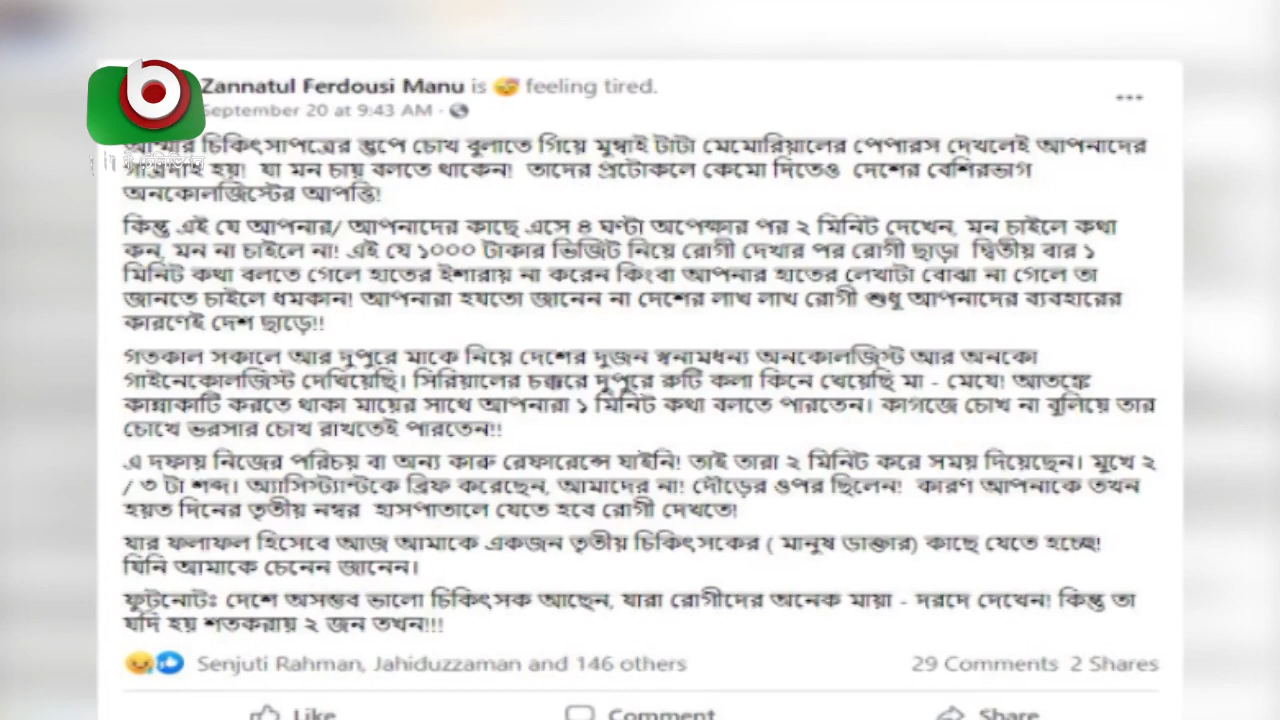 Zannatul Ferdousi Manu is 😴 feeling tired.
September 20 at 9:43 AM
আম্মার চিকিৎসাপত্রের স্তুপে চোখ বুলাতে গিয়ে মুম্বাই টাটা মেমোরিয়ালের পেপারস দেখলেই আপনাদের
গাত্রদাহ হয়! যা মন চায় বলতে থাকেন! তাদের প্রটোকলে কেমো দিতেও দেশের বেশিরভাগ
অনকোলজিস্টের আপত্তি!
কিন্তু এই যে আপনার/ আপনাদের কাছে এসে ৪ ঘণ্টা অপেক্ষার পর ২ মিনিট দেখেন, মন চাইলে কথা
কন, মন না চাইলে না! এই যে ১০০০ টাকার ভিজিট নিয়ে রোগী দেখার পর রোগী ছাড়া দ্বিতীয় বার ১
মিনিট কথা বলতে গেলে হাতের ইশারায় না করেন কিংবা আপনার হাতের লেখাটা বোঝা না গেলে তা
জানতে চাইলে ধমকান! আপনারা হযতো জানেন না দেশের লাখ লাখ রোগী শুধু আপনাদের ব্যবহারের
কারণেই দেশ ছাড়ে!!
গতকাল সকালে আর দুপুরে মাকে নিয়ে দেশের দুজন স্বনামধন্য অনকোলজিস্ট আর অনকো
গাইনেকোলজিস্ট দেখিয়েছি। সিরিয়ালের চক্করে দুপুরে রুটি কলা কিনে খেয়েছি মা - মেযে! আতঙ্কে
কান্নাকাটি করতে থাকা মায়ের সাথে আপনারা ১ মিনিট কথা বলতে পারতেন। কাগজে চোখ না বুলিয়ে তার
চোখে ভরসার চোখ রাখতেই পারতেন!!
এ দফায় নিজের পরিচয় বা অন্য কারু রেফারেন্সে যাইনি! তাই তারা ২ মিনিট করে সময় দিয়েছেন। মুখে ২
/ ৩ টা শব্দ। অ্যাসিস্ট্যান্টকে ব্রিফ করেছেন, আমাদের না! দৌড়ের ওপর ছিলেন! কারণ আপনাকে তখন
হয়ত দিনের তৃতীয় নম্বর হাসপাতালে যেতে হবে রোগী দেখতে!
যার ফলাফল হিসেবে আজ আমাকে একজন তৃতীয় চিকিৎসকের ( মানুষ ডাক্তার) কাছে যেতে হচ্ছে!
যিনি আমাকে চেনেন জানেন।
ফুটনোটঃ দেশে অসম্ভব ভালো চিকিৎসক আছেন, যারা রোগীদের অনেক মায়া - দরদে দেখেন! কিন্তু তা
যদি হয় শতকরায় ২ জন তখন!!!
Senjuti Rahman, Jahiduzzaman and 146 others
29 Comments 2 Shares
Like Comment Share